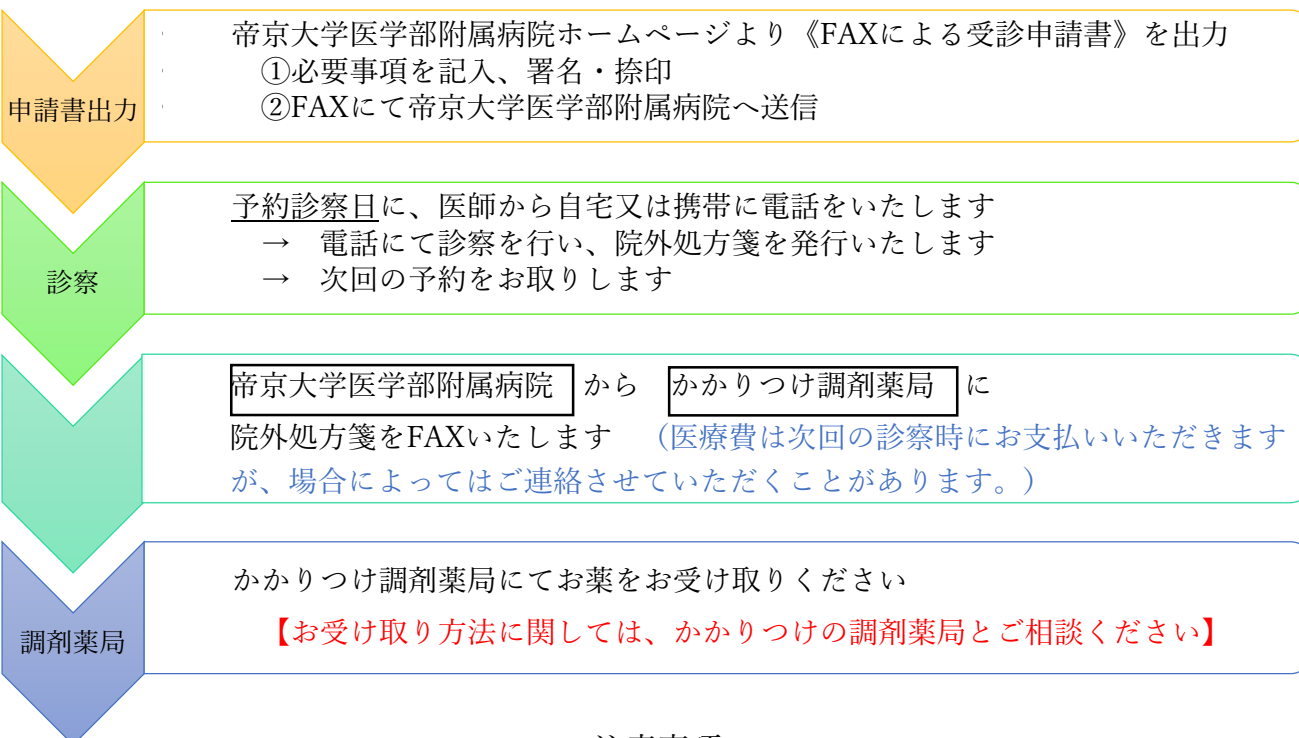 申請書出力
帝京大学医学部附属病院ホームページより《FAXによる受診申請書》を出力
①必要事項を記入、署名・捺印
②FAXにて帝京大学医学部附属病院へ送信
診察
予約診察日に、医師から自宅又は携帯に電話をいたします
→ 電話にて診察を行い、院外処方箋を発行いたします
→ 次回の予約をお取りします
帝京大学医学部附属病院 から かかりつけ調剤薬局 に
院外処方箋をFAXいたします (医療費は次回の診察時にお支払いいただきます
が、場合によってはご連絡させていただくことがあります。)
調剤薬局
かかりつけ調剤薬局にてお薬をお受け取りください
【お受け取り方法に関しては、かかりつけの調剤薬局とご相談ください】